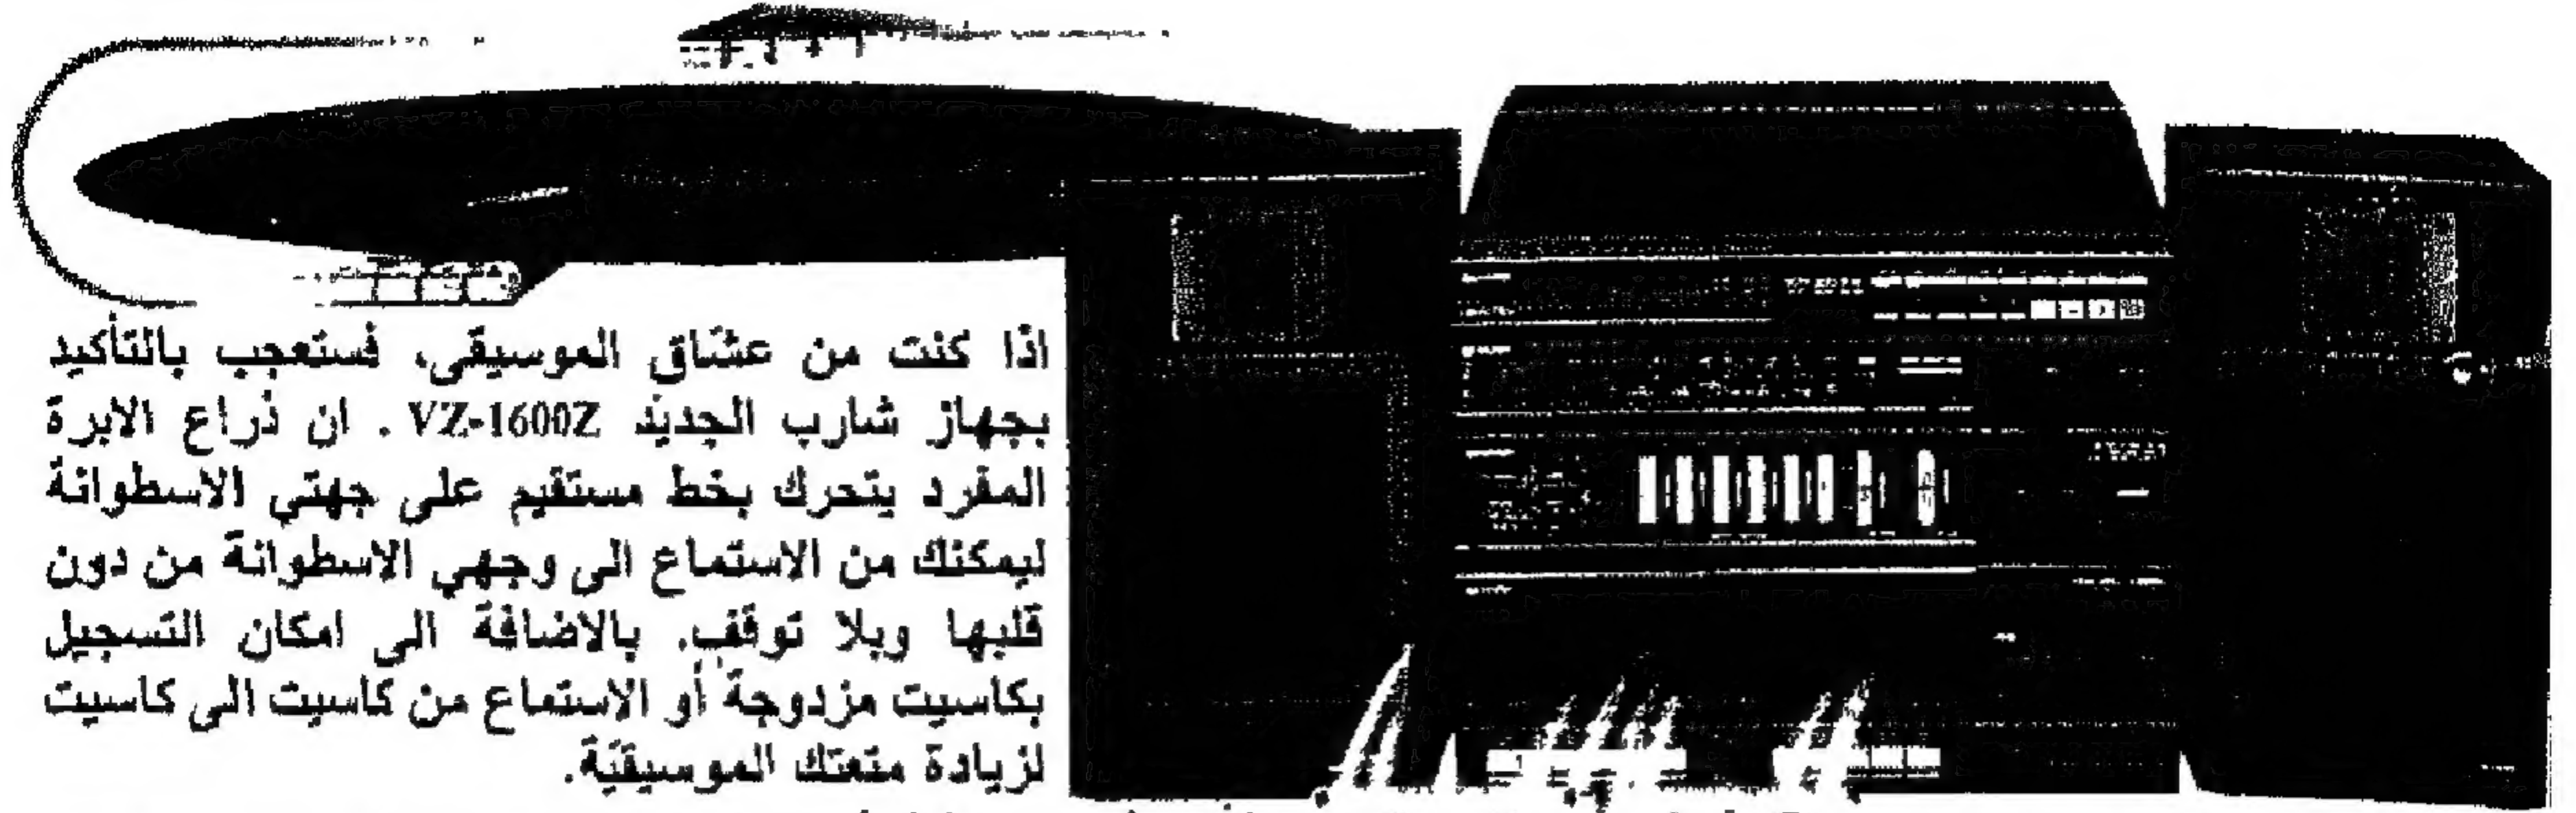 اذا كنت من عشاق الموسيقى، فستعجب بالتأكيد
بجهاز شارب الجديد VZ-1600Z . ان ذراع الابرة
المفرد يتحرك بخط مستقيم على جهتي الاسطوانة
ليمكنك من الاستماع الى وجهي الاسطوانة من دون
قلبها وبلا توقف. بالاضافة الى امكان التسجيل
بكاسيت مزدوجة أو الاستماع من كاسيت الى كاسيت
لزيادة متعتك الموسيقية.